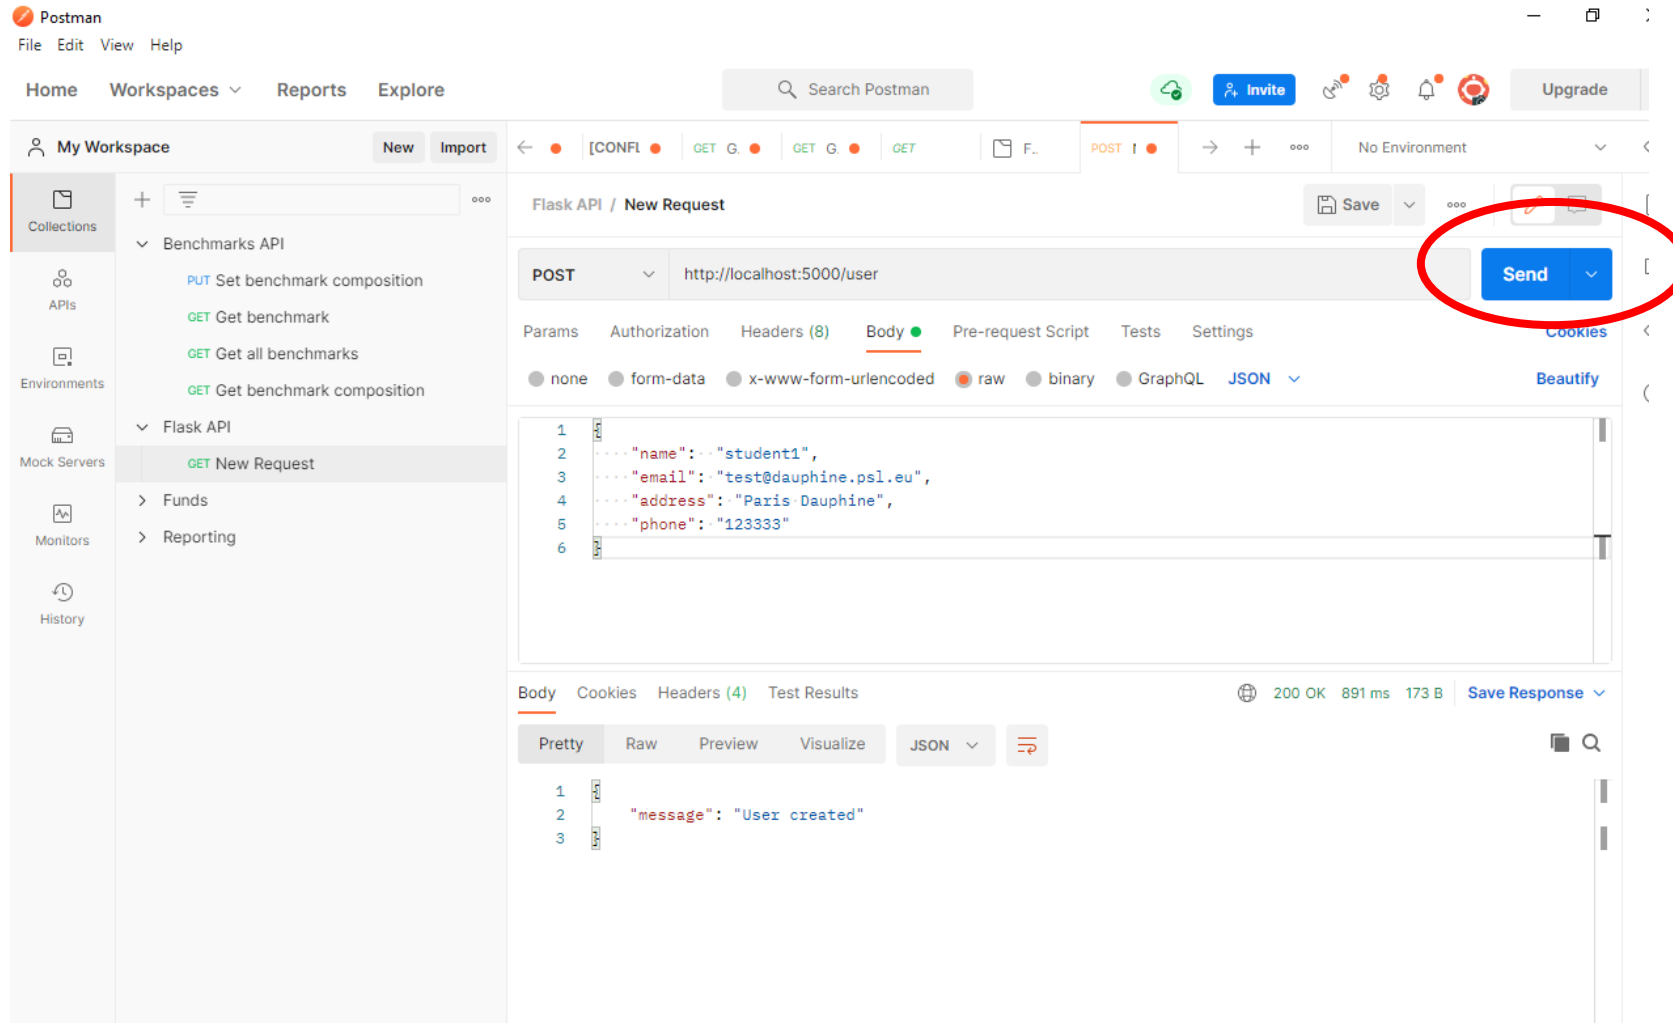 Postman
File Edit View Help
Home Workspaces Reports Explore Search Postman Invite Upgrade
My Workspace New Import [CONFL GET G. GET G. GET F.. POST No Environment
Collections
Flask API / New Request Save
Benchmarks API
PUT Set benchmark composition
GET Get benchmark
GET Get all benchmarks
GET Get benchmark composition
Flask API
GET New Request
Funds
Reporting
APIs
Environments
Mock Servers
Monitors
History
POST http://localhost:5000/user Send
Params Authorization Headers (8) Body Pre-request Script Tests Settings Cookies
none form-data x-www-form-urlencoded raw binary GraphQL JSON Beautify
1 {
2 "name": "student1",
3 "email": "test@dauphine.psl.eu",
4 "address": "Paris Dauphine",
5 "phone": "123333"
6 }
Body Cookies Headers (4) Test Results 200 OK 891 ms 173 B Save Response
Pretty Raw Preview Visualize JSON
1 {
2 "message": "User created"
3 }